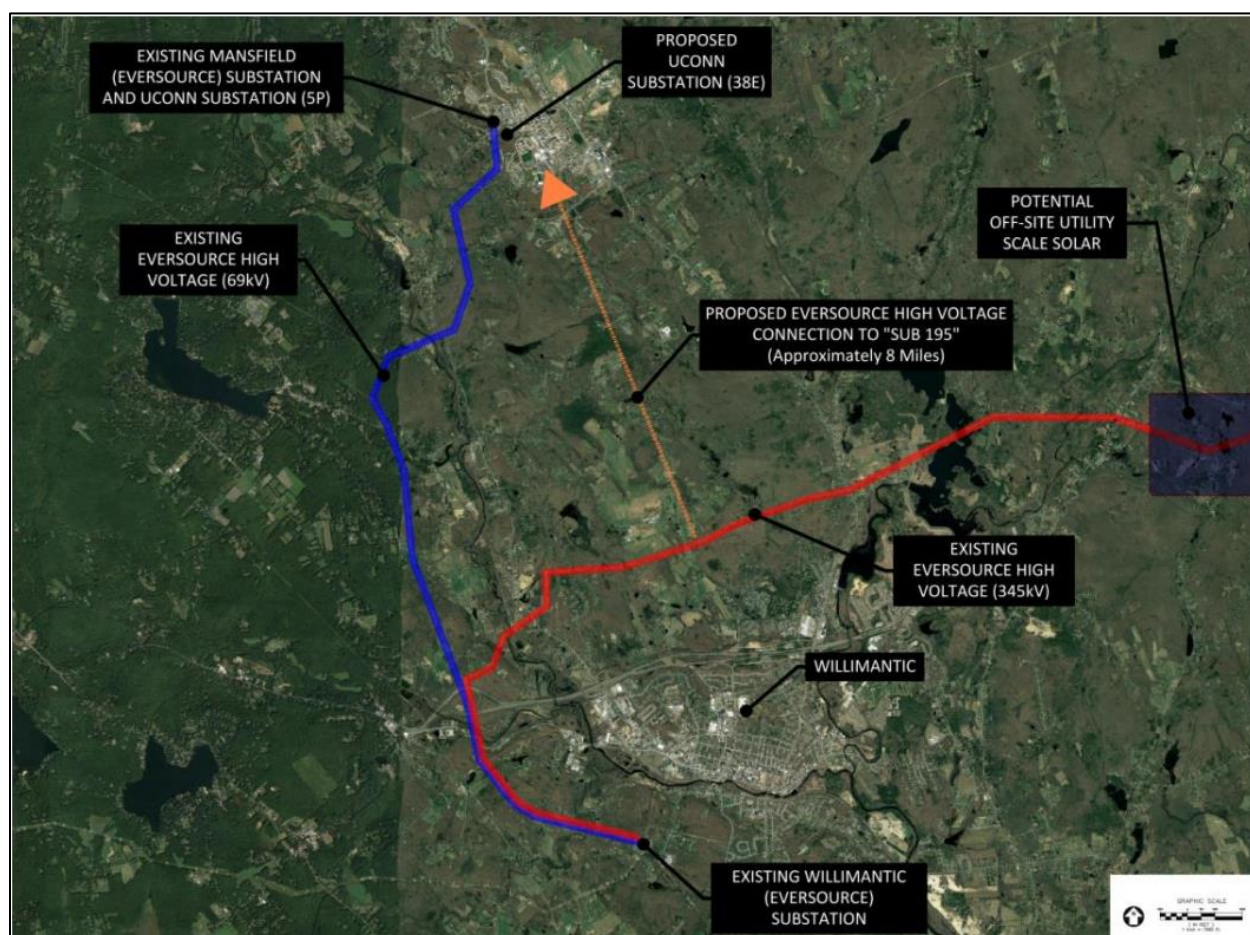 EXISTING MANSFIELD
(EVERSOURCE) SUBSTATION
AND UCONN SUBSTATION (5P)
PROPOSED
UCONN
SUBSTATION (38E)
POTENTIAL
OFF-SITE UTILITY
SCALE SOLAR
EXISTING
EVERSOURCE HIGH
VOLTAGE (69kV)
PROPOSED EVERSOURCE HIGH VOLTAGE
CONNECTION TO "SUB 195"
(Approximately 8 Miles)
EXISTING
EVERSOURCE HIGH
VOLTAGE (345kV)
WILLIMANTIC
EXISTING WILLIMANTIC
(EVERSOURCE)
SUBSTATION
GRAPHIC SCALE